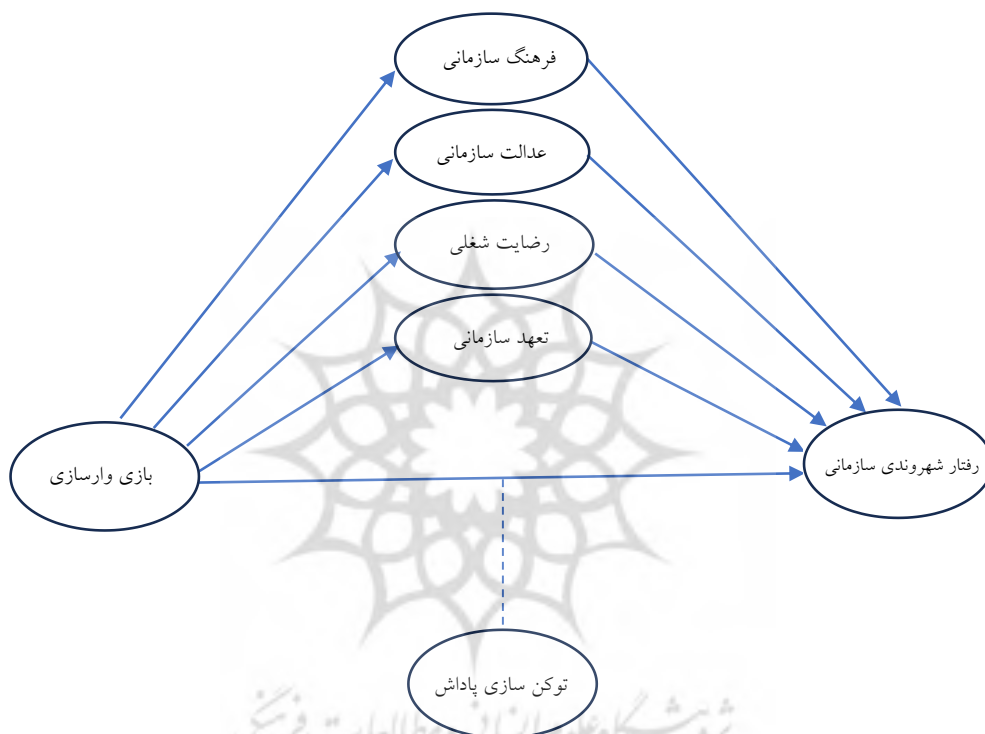 فرهنگ سازمانی
عدالت سازمانی
رضایت شغلی
تعهد سازمانی
بازی وارسازی
رفتار شهروندی سازمانی
توکن سازی پاداش